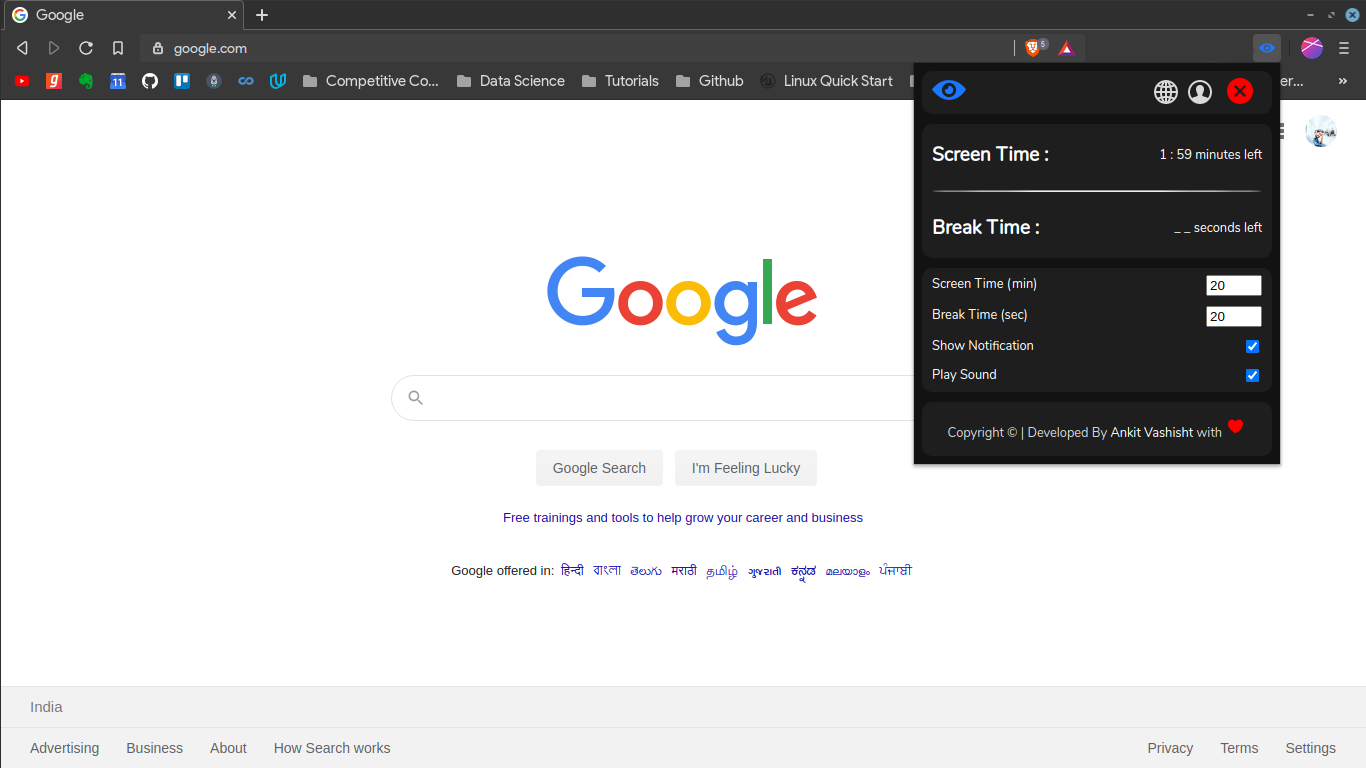 Google
google.com
5
11 Competitive Co... Data Science Tutorials Github Linux Quick Start er... »
Screen Time : 1 : 59 minutes left
Break Time : _ _ seconds left
Screen Time (min) 20
Break Time (sec) 20
Show Notification
Play Sound
Copyright © | Developed By Ankit Vashisht with
Google
Google Search I'm Feeling Lucky
Free trainings and tools to help grow your career and business
Google offered in: हिन्दी বাংলা తెలుగు मराठी தமிழ் ગુજરાતી ಕನ್ನಡ മലയാളം ਪੰਜਾਬੀ
India
Advertising Business About How Search works Privacy Terms Settings